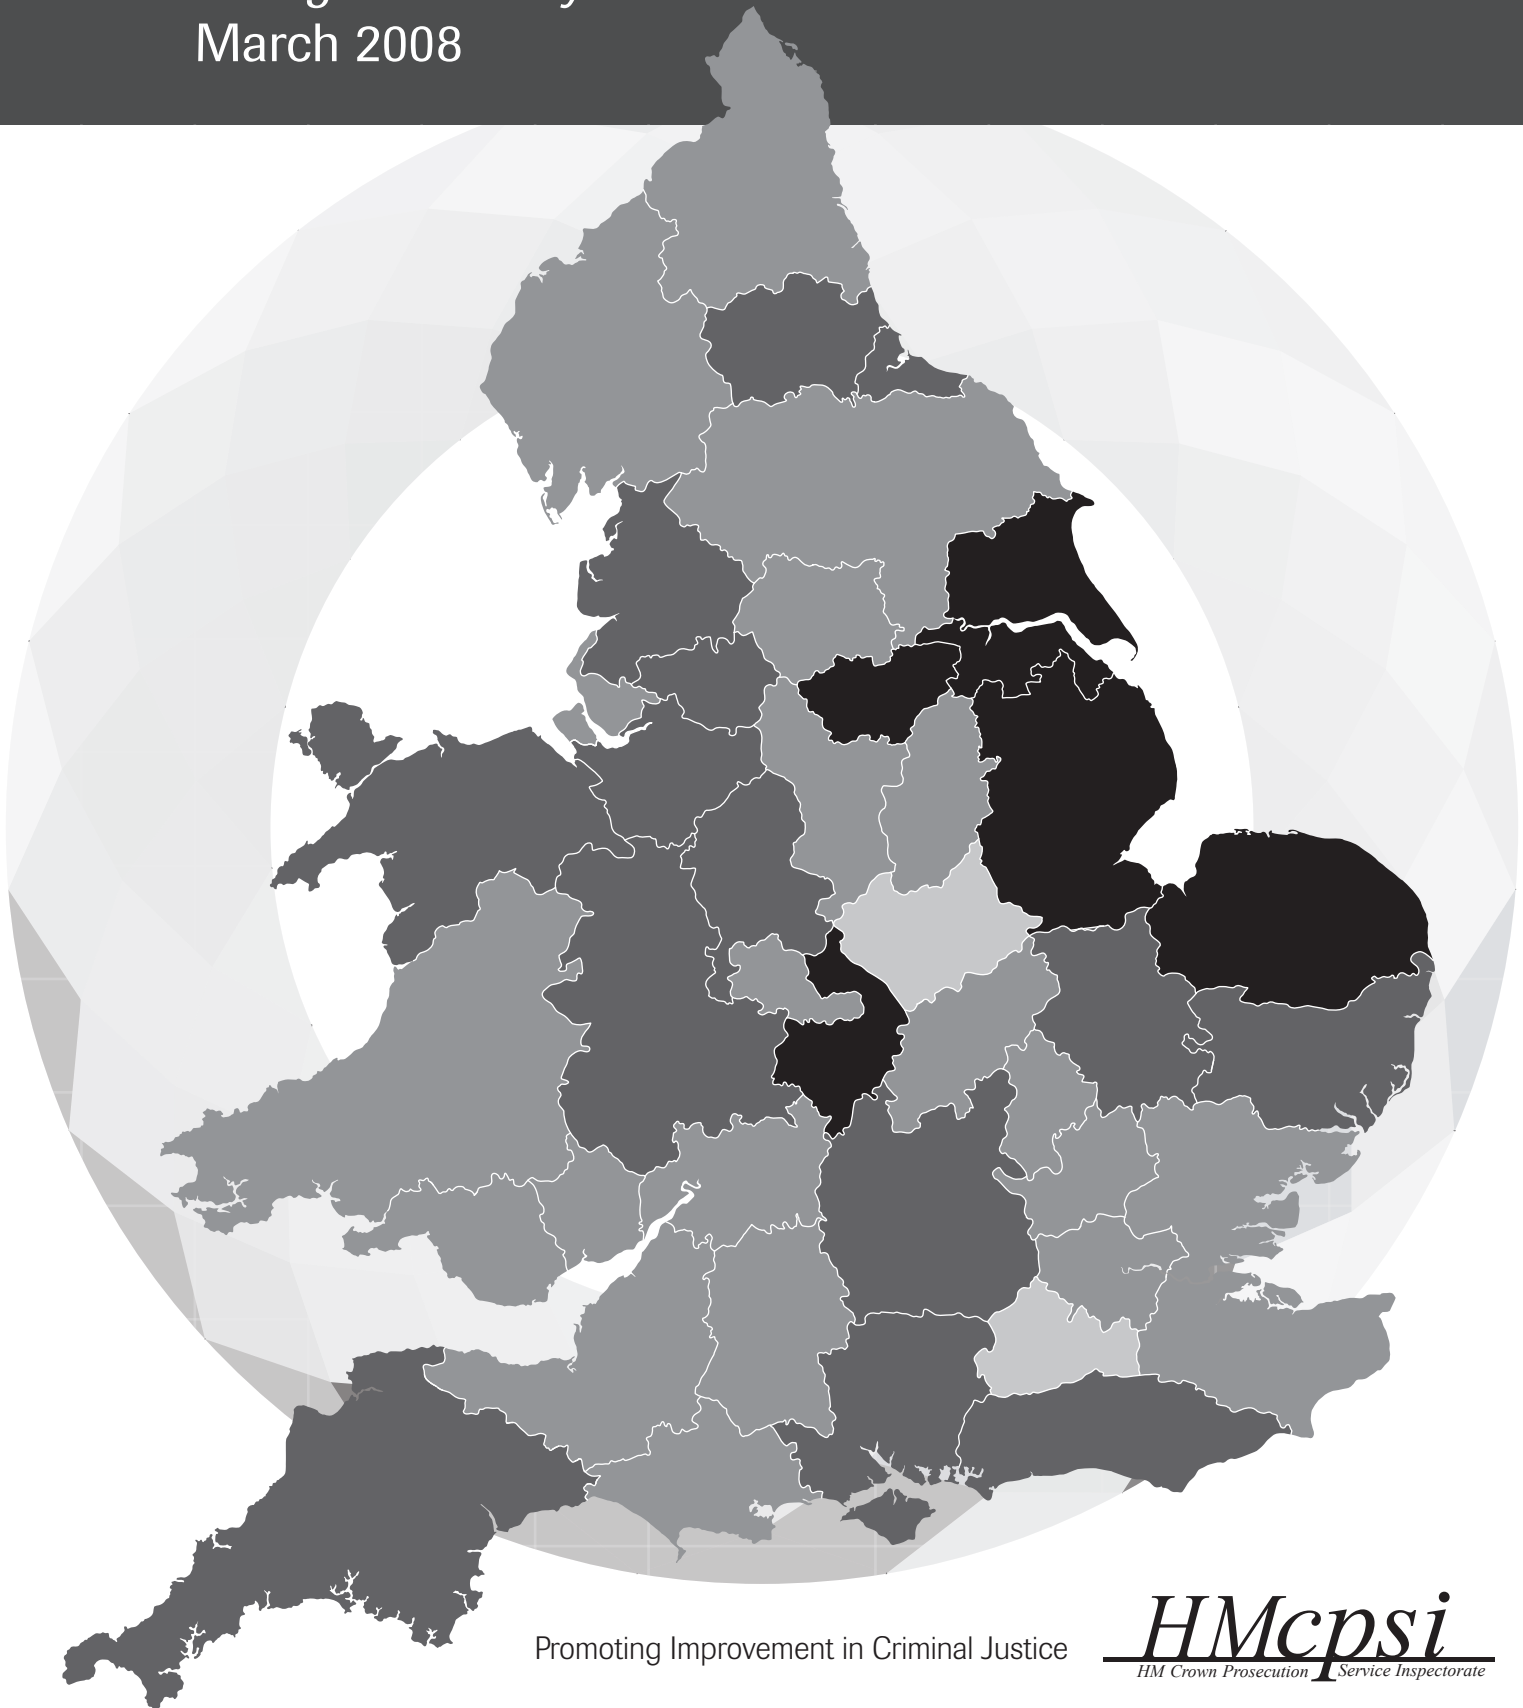 March 2008
Promoting Improvement in Criminal Justice
HMcpsi
HM Crown Prosecution Service Inspectorate